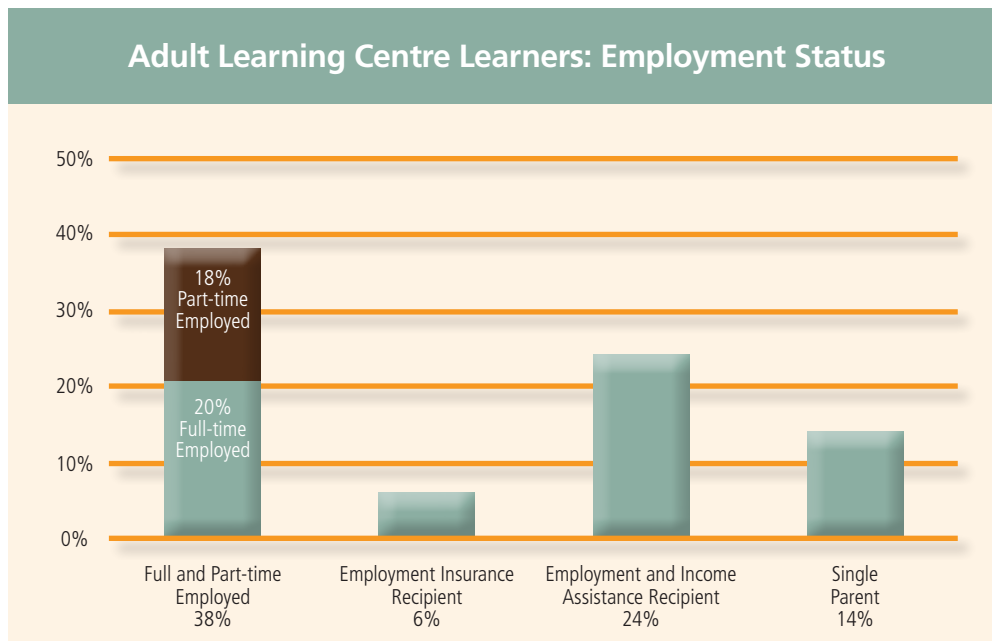 Adult Learning Centre Learners: Employment Status
50%
40%
30%
20%
10%
0%
18%
Part-time
Employed
20%
Full-time
Employed
Full and Part-time
Employed
38%
Employment Insurance
Recipient
6%
Employment and Income
Assistance Recipient
24%
Single
Parent
14%